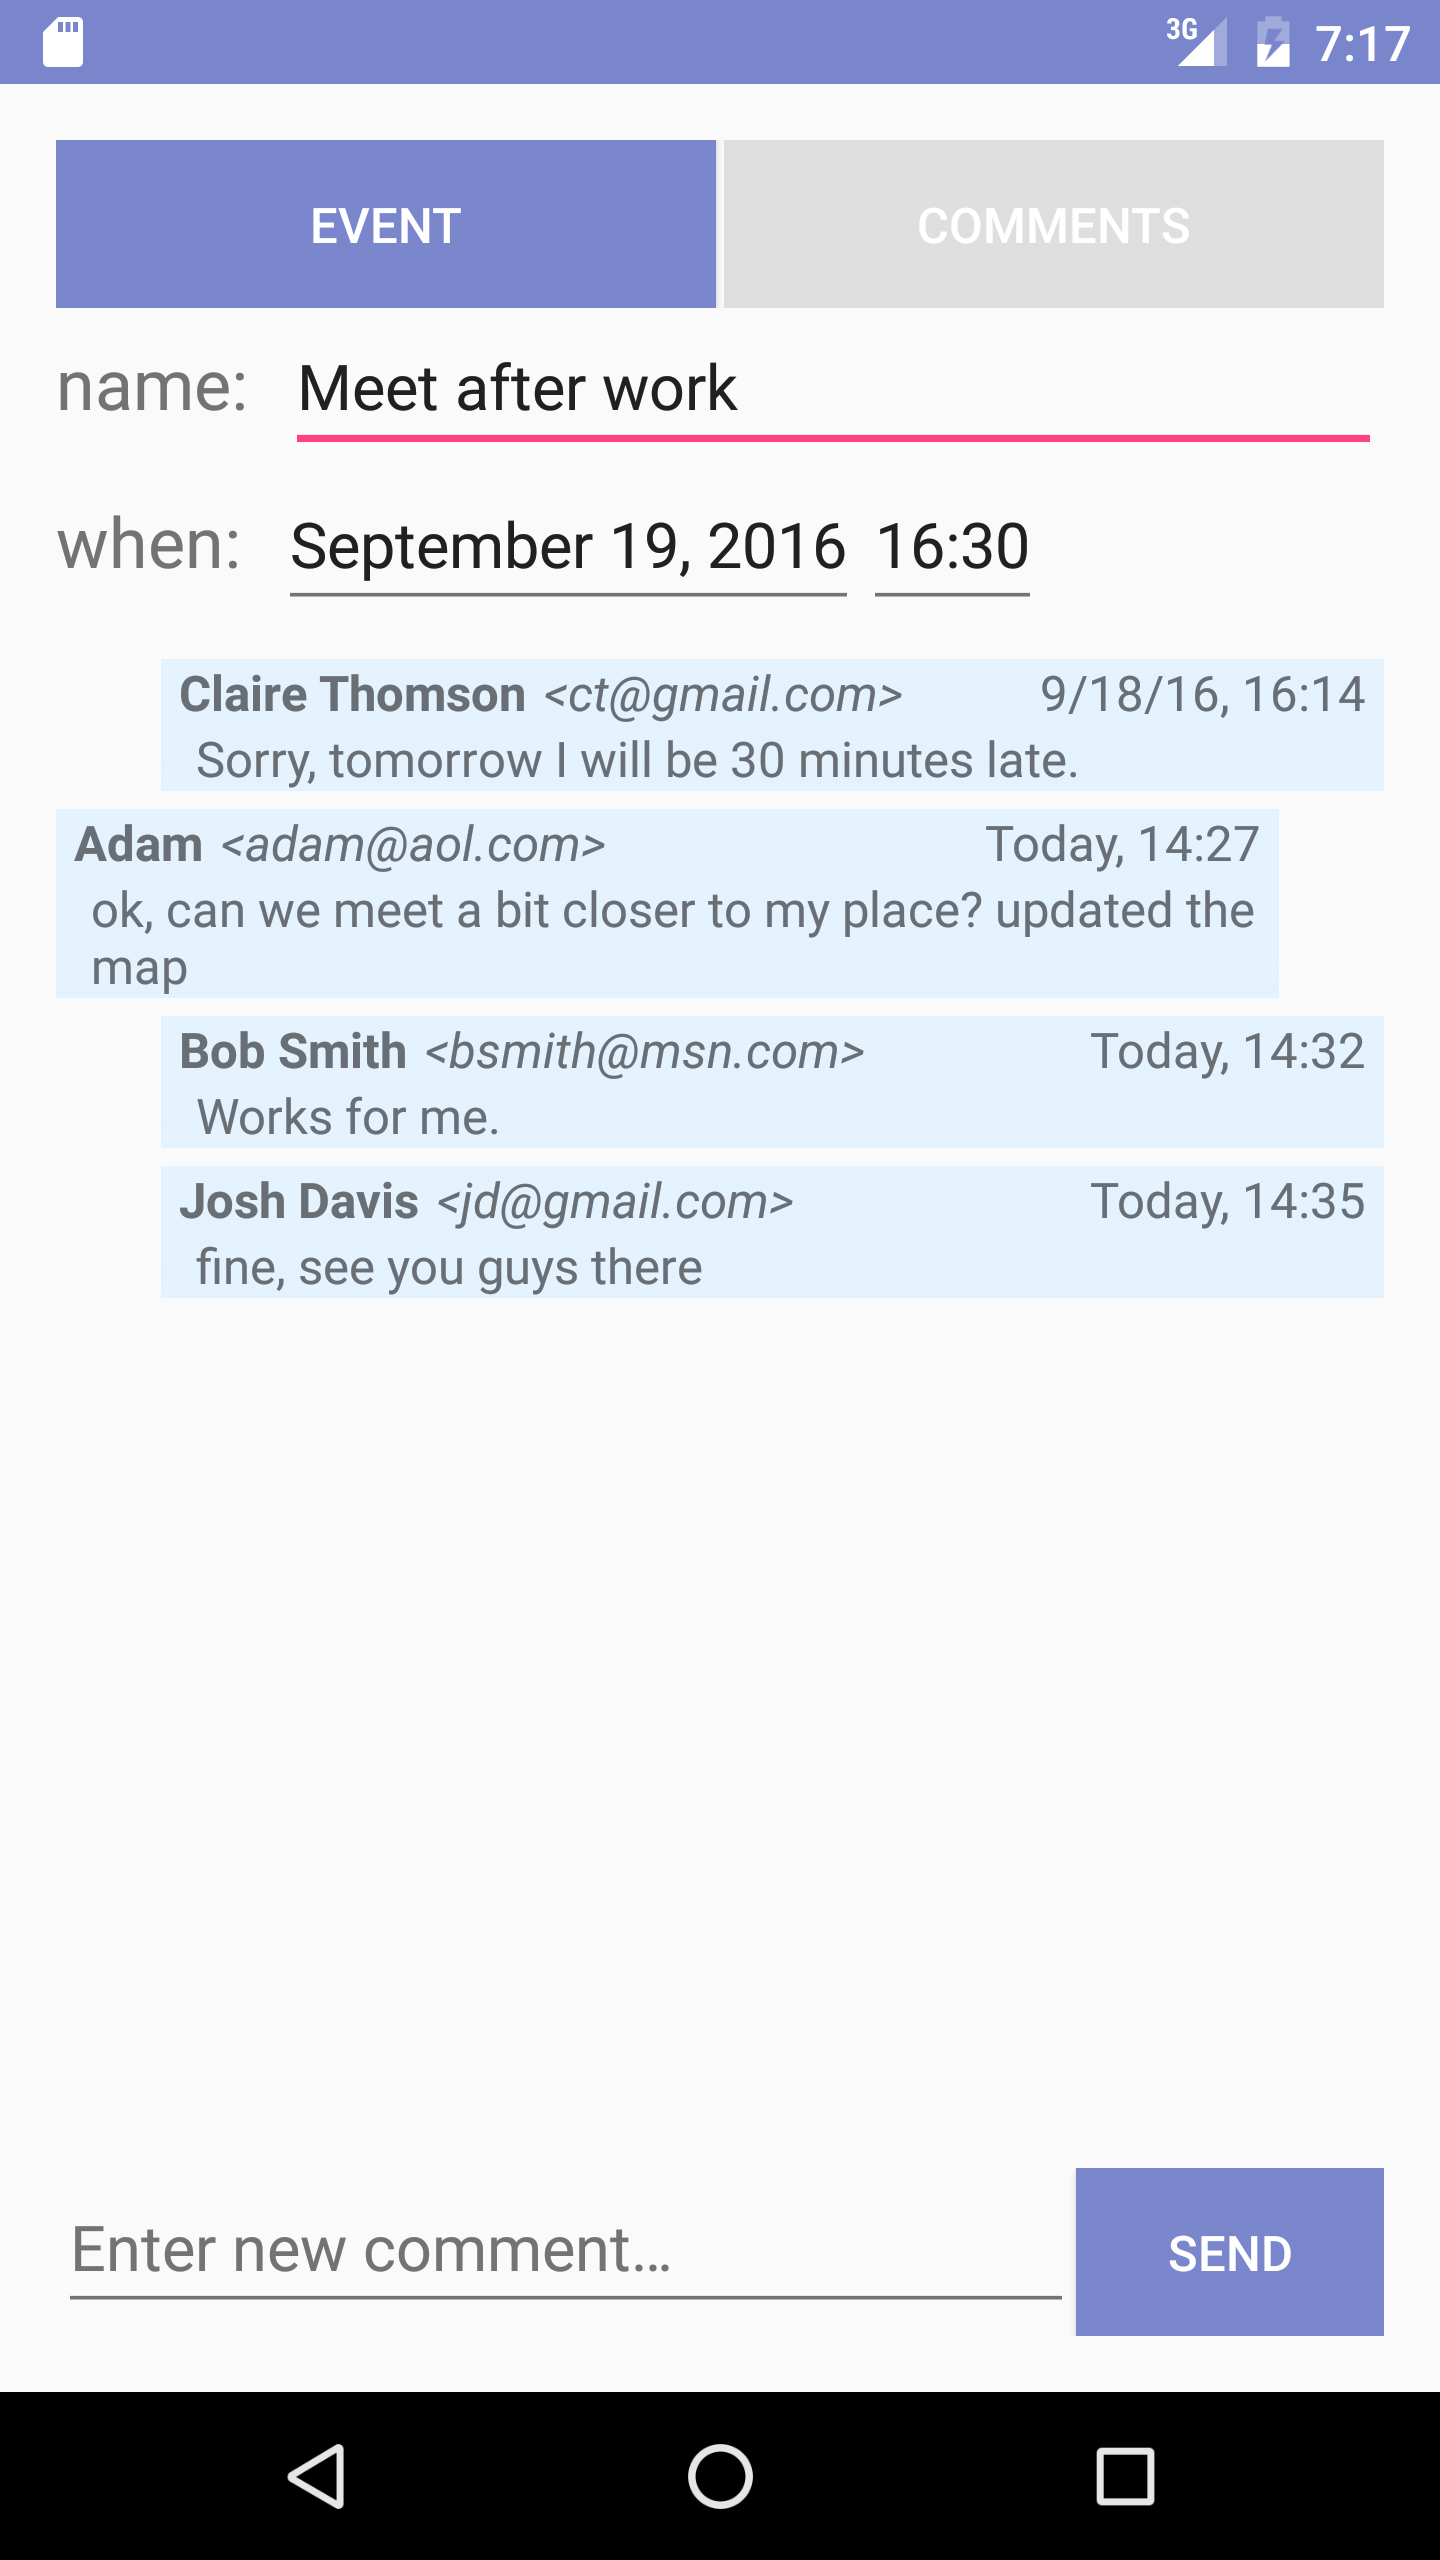 3G 7:17
EVENT COMMENTS
name: Meet after work
when: September 19, 2016 16:30
Claire Thomson <ct@gmail.com> 9/18/16, 16:14
Sorry, tomorrow I will be 30 minutes late.
Adam <adam@aol.com> Today, 14:27
ok, can we meet a bit closer to my place? updated the
map
Bob Smith <bsmith@msn.com> Today, 14:32
Works for me.
Josh Davis <jd@gmail.com> Today, 14:35
fine, see you guys there
Enter new comment... SEND